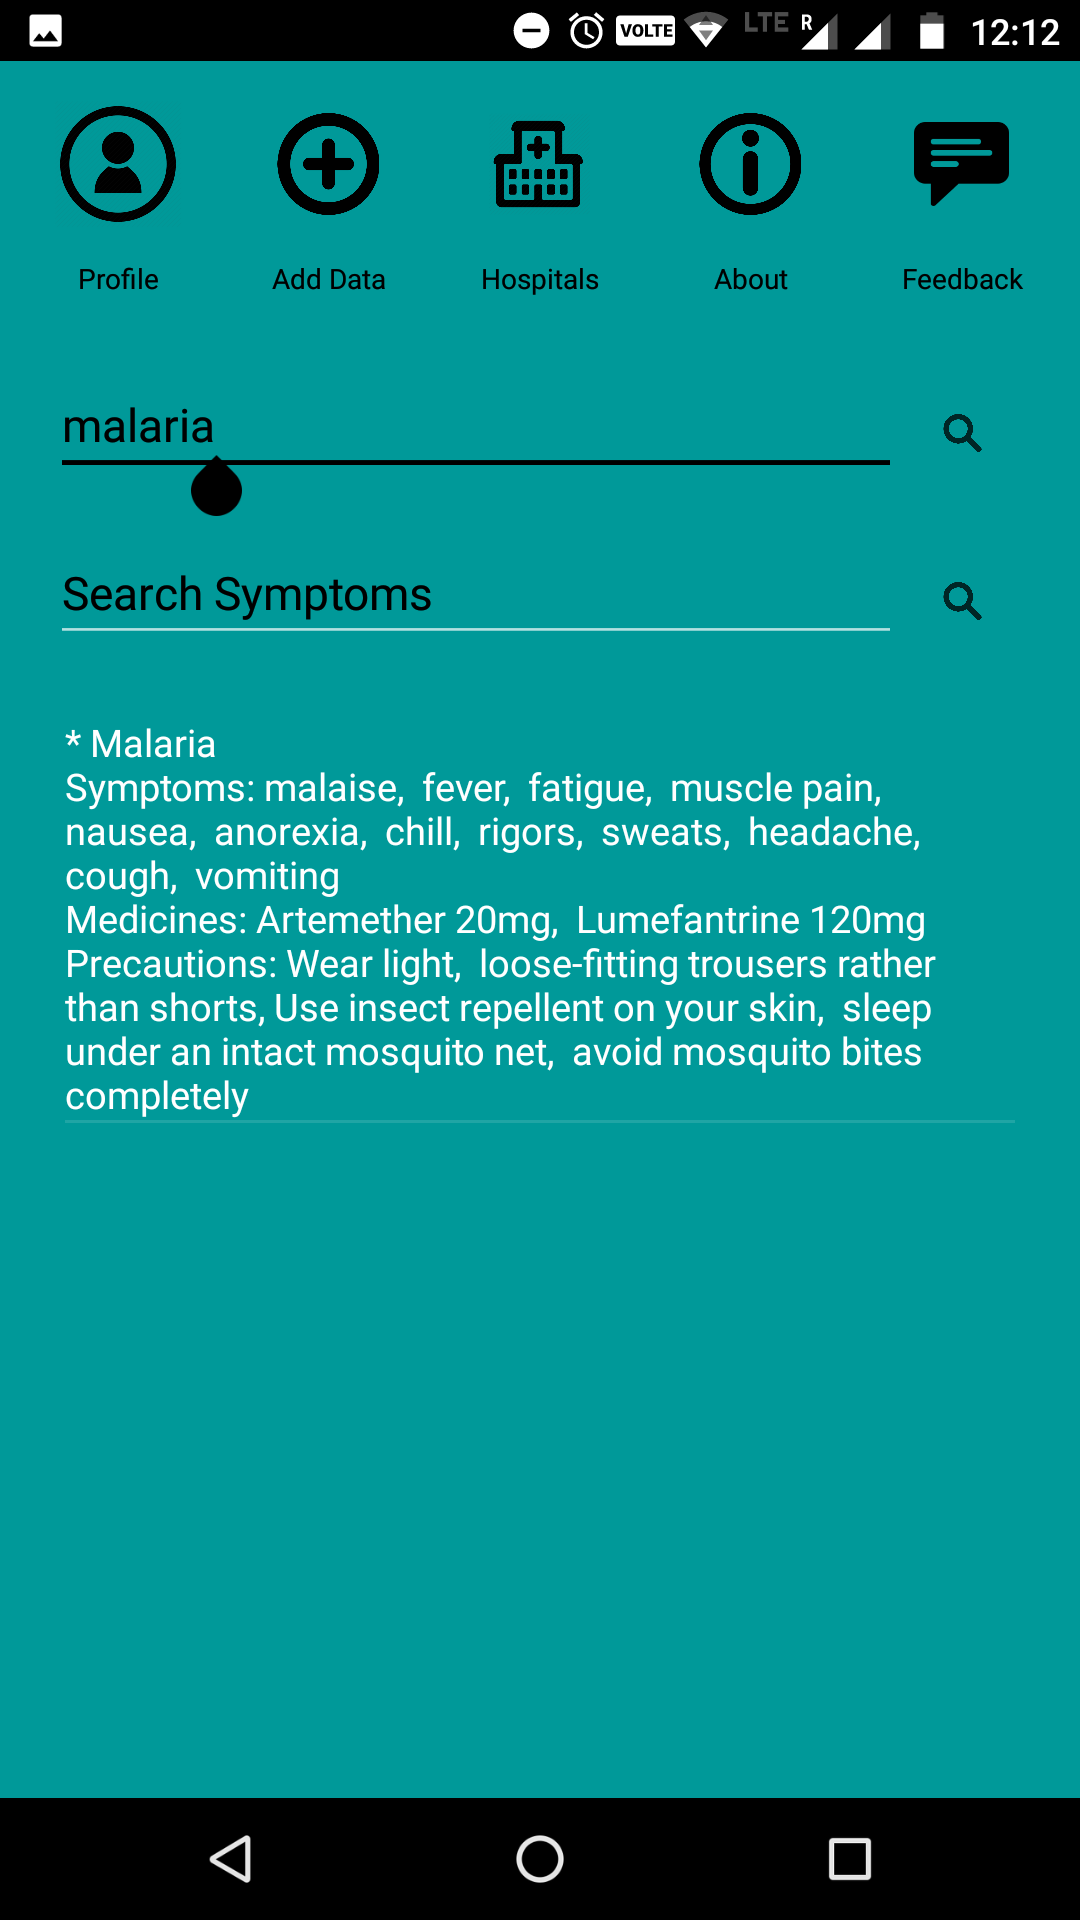 VOLTE LTE R 12:12
Profile Add Data Hospitals About Feedback
malaria
Search Symptoms
* Malaria
Symptoms: malaise,  fever,  fatigue,  muscle pain,
nausea,  anorexia,  chill,  rigors,  sweats,  headache,
cough,  vomiting
Medicines: Artemether 20mg,  Lumefantrine 120mg
Precautions: Wear light,  loose-fitting trousers rather
than shorts, Use insect repellent on your skin,  sleep
under an intact mosquito net,  avoid mosquito bites
completely